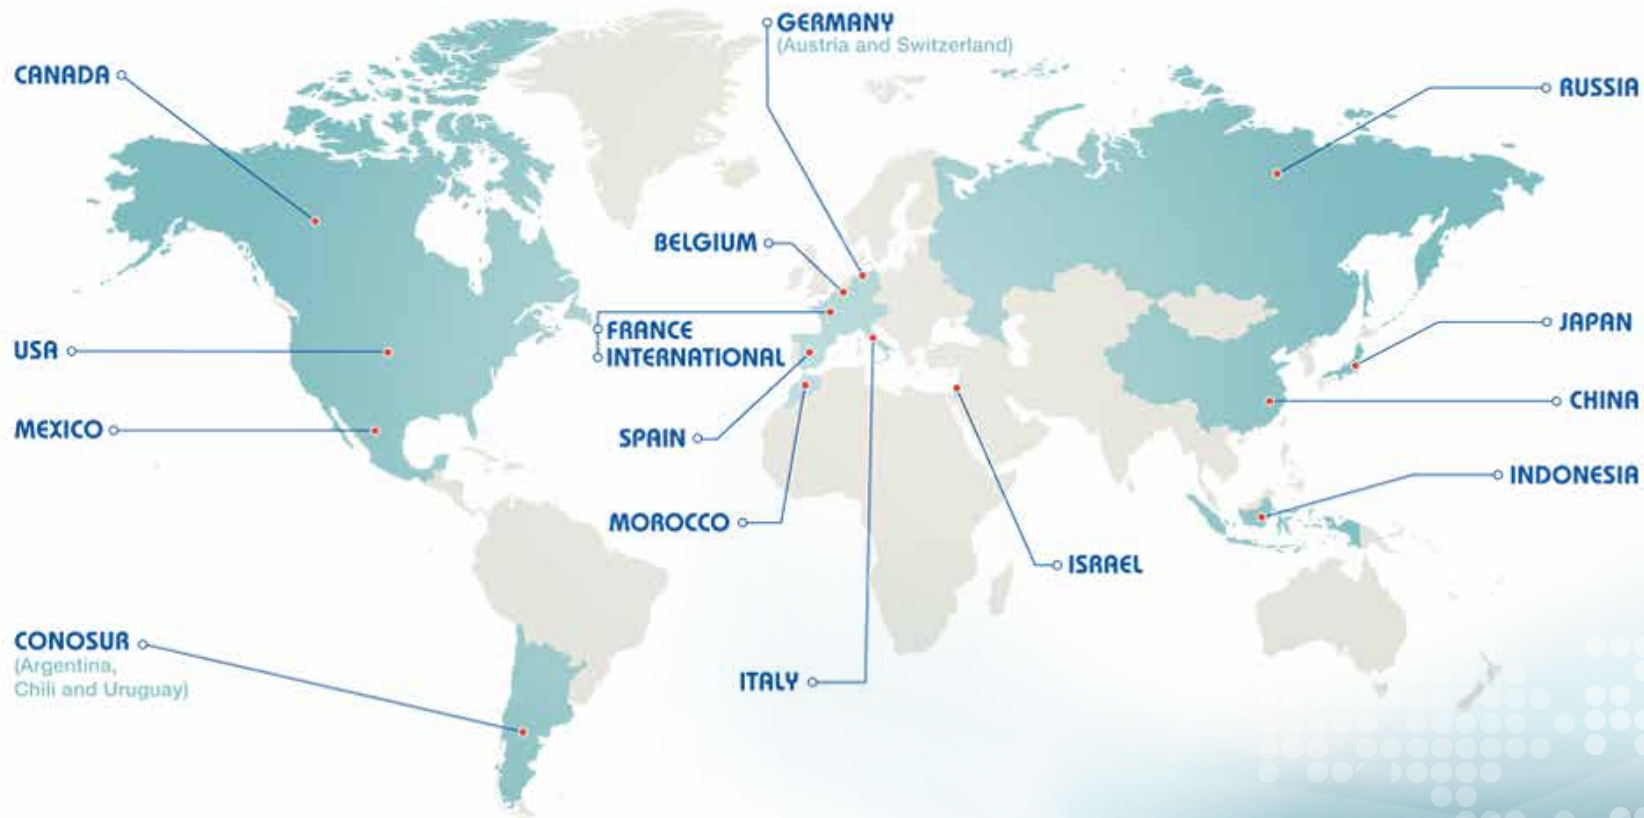 GERMANY
(Austria and Switzerland)
CANADA
RUSSIA
BELGIUM
FRANCE
INTERNATIONAL
USA
JAPAN
MEXICO
CHINA
SPAIN
INDONESIA
MOROCCO
ISRAEL
CONOSUR
(Argentina,
Chili and Uruguay)
ITALY